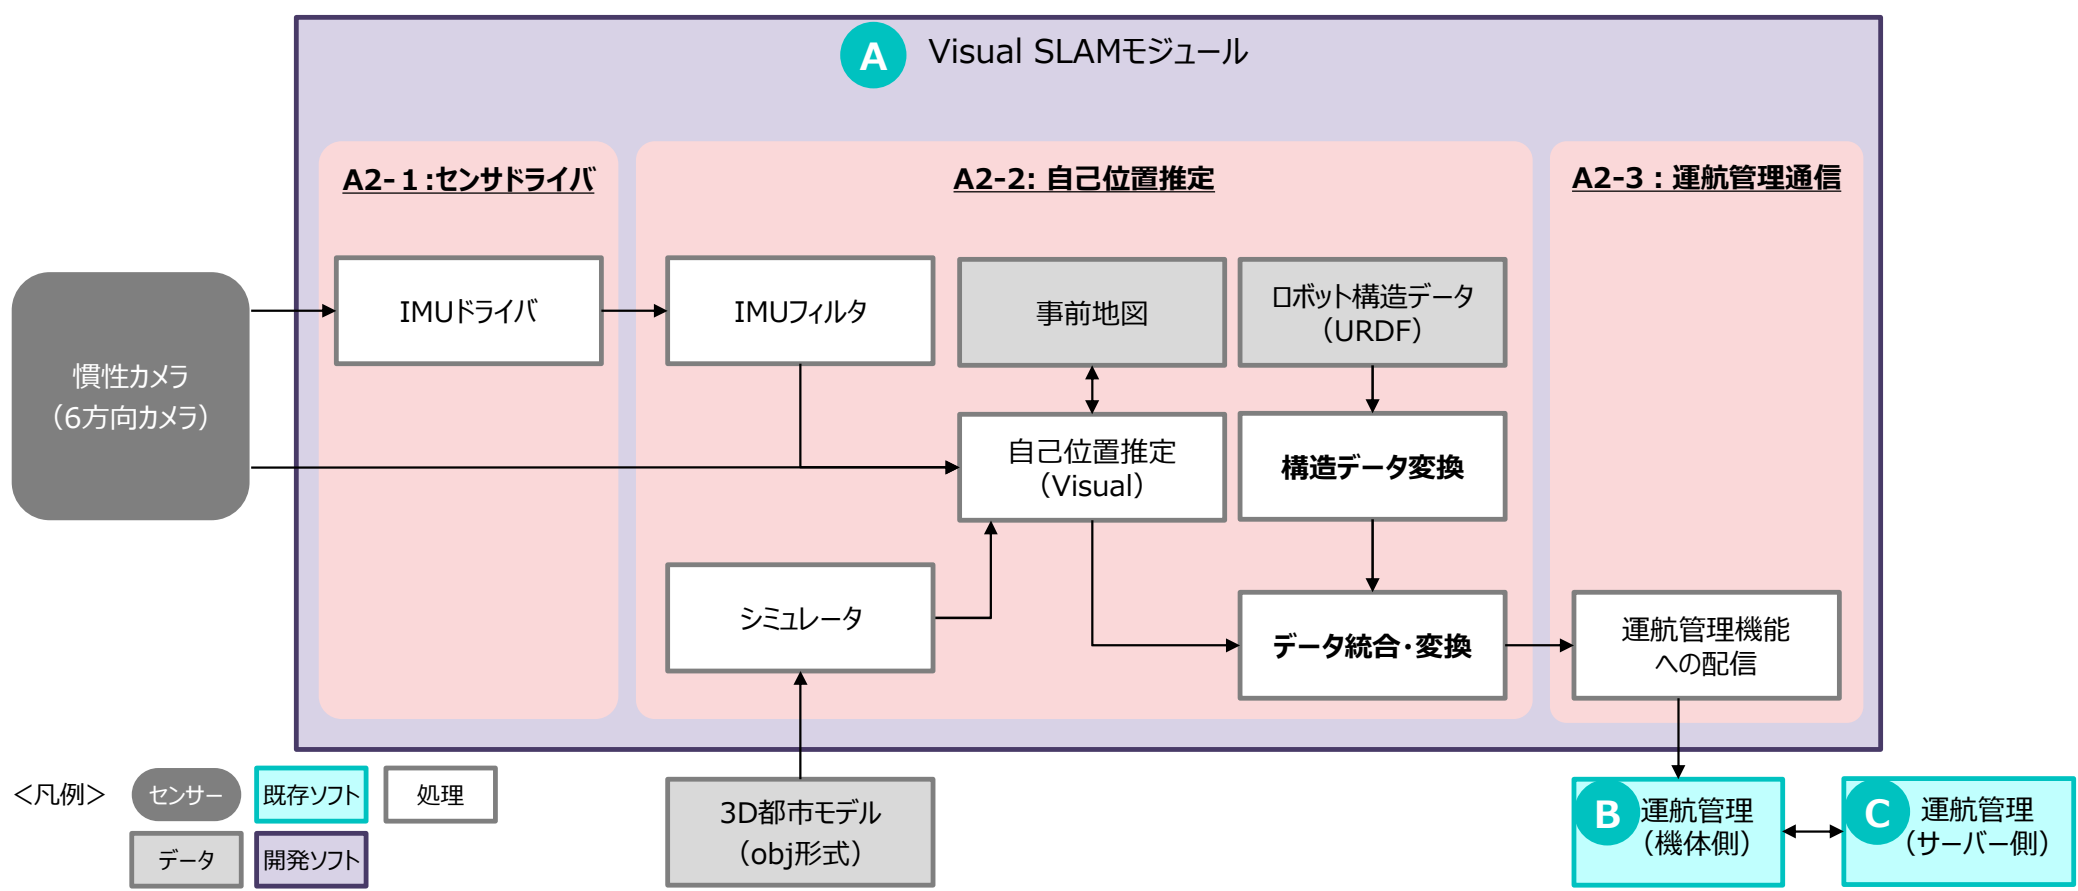 A Visual SLAMモジュール
A2-１:センサドライバ
A2-2: 自己位置推定
A2-3：運航管理通信
慣性カメラ
（6方向カメラ）
IMUドライバ
IMUフィルタ
事前地図
ロボット構造データ
（URDF）
自己位置推定
（Visual）
構造データ変換
シミュレータ
データ統合・変換
運航管理機能
への配信
3D都市モデル
（obj形式）
B 運航管理
（機体側）
C 運航管理
（サーバー側）
＜凡例＞
センサー
既存ソフト
処理
データ
開発ソフト